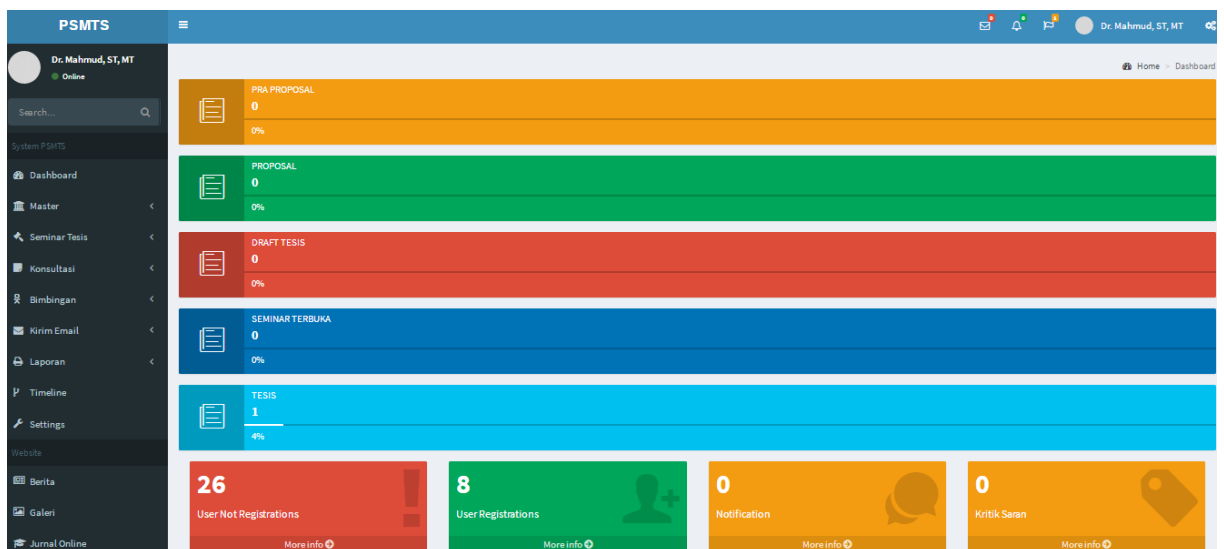 PSMTS
0
0
Dr. Mahmud, ST, MT
Dr. Mahmud, ST, MT
Online
Home > Dashboard
Search...
System PSMTS
Dashboard
Master
Seminar Tesis
Konsultasi
Bimbingan
Kirim Email
Laporan
Timeline
Settings
Website
Berita
Galeri
Jurnal Online
PRA PROPOSAL
0
0%
PROPOSAL
0
0%
DRAFT TESIS
0
0%
SEMINAR TERBUKA
0
0%
TESIS
1
4%
26
User Not Registrations
More info
8
User Registrations
More info
0
Notification
More info
0
Kritik Saran
More info